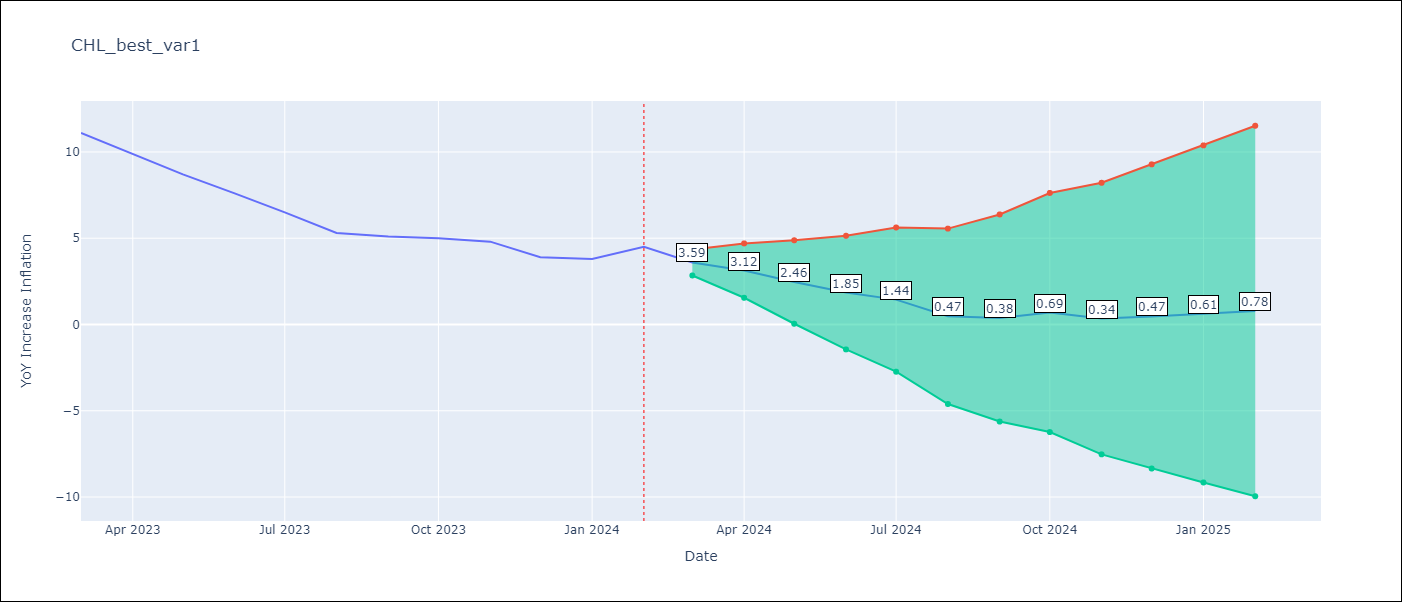 CHL_best_var1
YoY Increase Inflation
10
5
0
−5
−10
3.59
3.12
2.46
1.85
1.44
0.47
0.38
0.69
0.34
0.47
0.61
0.78
Apr 2023
Jul 2023
Oct 2023
Jan 2024
Apr 2024
Jul 2024
Oct 2024
Jan 2025
Date